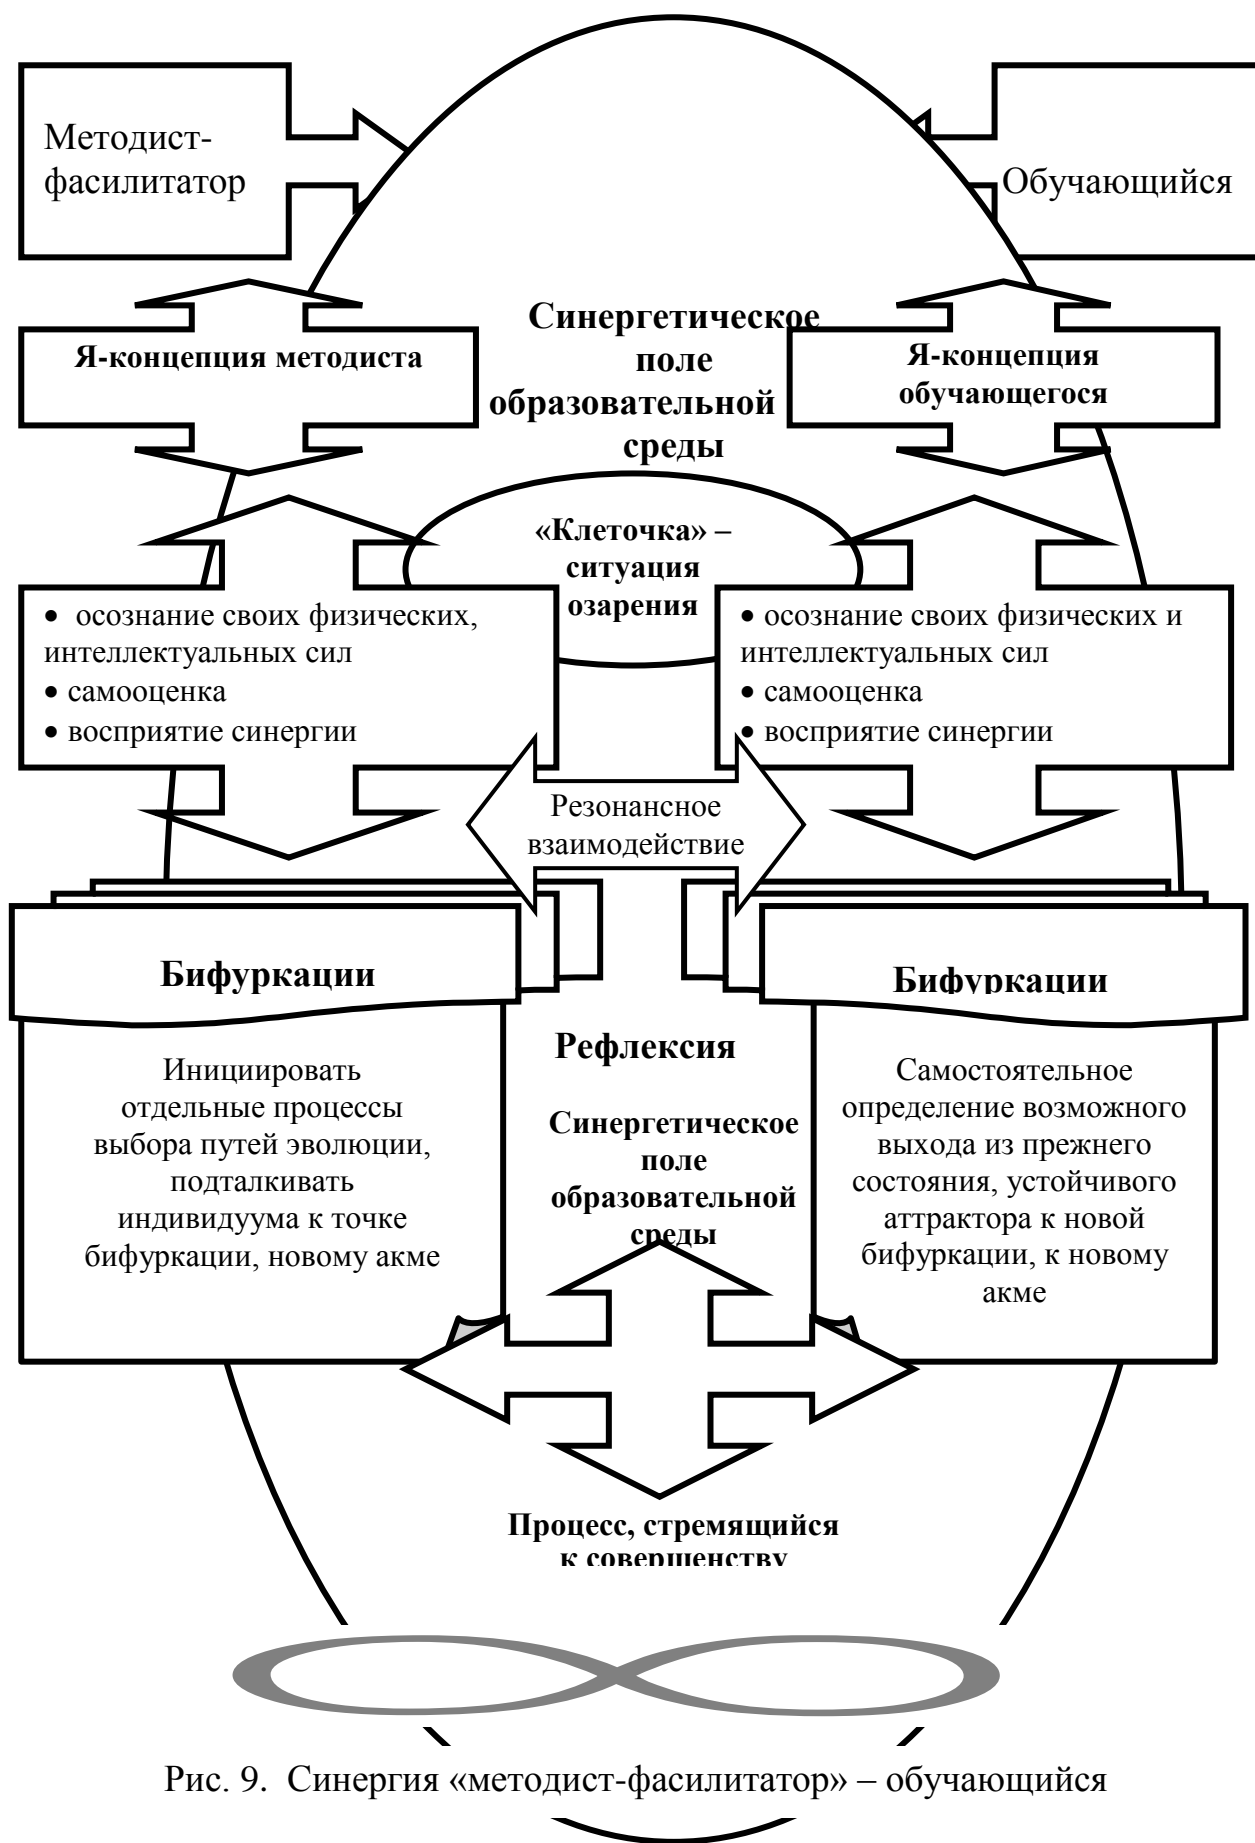 Методист-
фасилитатор
Обучающийся
Синергетическое
поле
образовательной
среды
Я-концепция методиста
Я-концепция
обучающегося
«Клеточка» –
ситуация
озарения
• осознание своих физических,
интеллектуальных сил
• самооценка
• восприятие синергии
• осознание своих физических и
интеллектуальных сил
• самооценка
• восприятие синергии
Резонансное
взаимодействие
Бифуркации
Бифуркации
Инициировать
отдельные процессы
выбора путей эволюции,
подталкивать
индивидуума к точке
бифуркации, новому акме
Рефлексия
Синергетическое
поле
образовательной
среды
Самостоятельное
определение возможного
выхода из прежнего
состояния, устойчивого
аттрактора к новой
бифуркации, к новому
акме
Процесс, стремящийся
к совершенству
Рис. 9. Синергия «методист-фасилитатор» – обучающийся